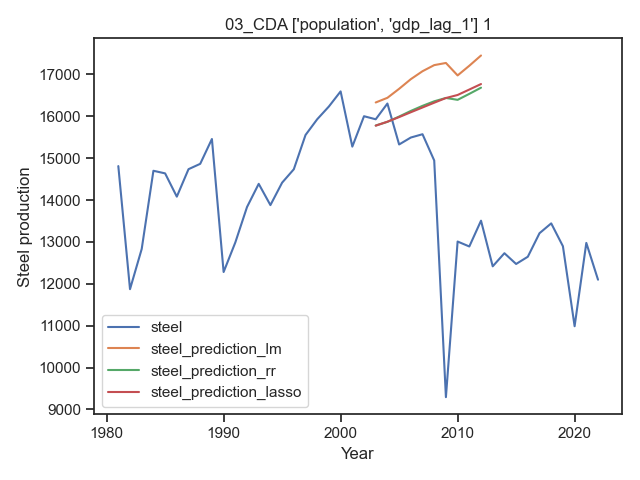 03_CDA ['population', 'gdp_lag_1'] 1
Steel production
17000
16000
15000
14000
13000
12000
11000
10000
9000
steel
steel_prediction_lm
steel_prediction_rr
steel_prediction_lasso
1980
1990
2000
2010
2020
Year